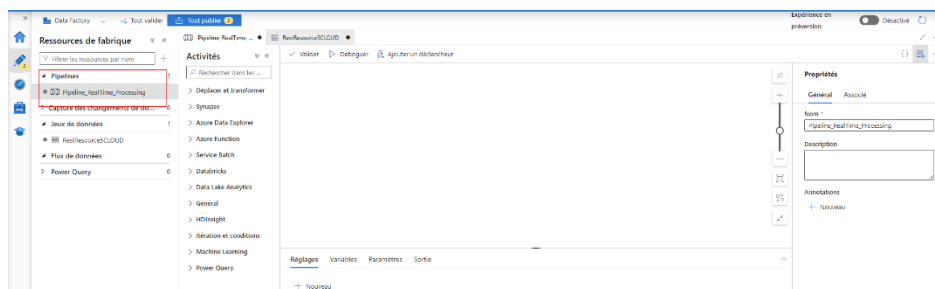 Expérience en
préversion
Désactivé
Data Factory
Tout valider
Tout publier 2
Ressources de fabrique
Filtrer les ressources par nom
Pipelines 1
Pipeline_RealTime_Processing
Capture des changements de do... 0
Jeux de données 1
RestResourceSCLOUD
Flux de données 0
Power Query 0
Pipeline_RealTime_...
RestResourceSCLOUD
Activités
Rechercher dans les ...
Déplacer et transformer
Synapse
Azure Data Explorer
Azure Function
Service Batch
Databricks
Data Lake Analytics
Général
HDInsight
Itération et conditions
Machine Learning
Power Query
Valider
Déboguer
Ajouter un déclencheur
Réglages Variables Paramètres Sortie
Nouveau
Propriétés
Général Associé
Nom *
Pipeline_RealTime_Processing
Description
Annotations
Nouveau